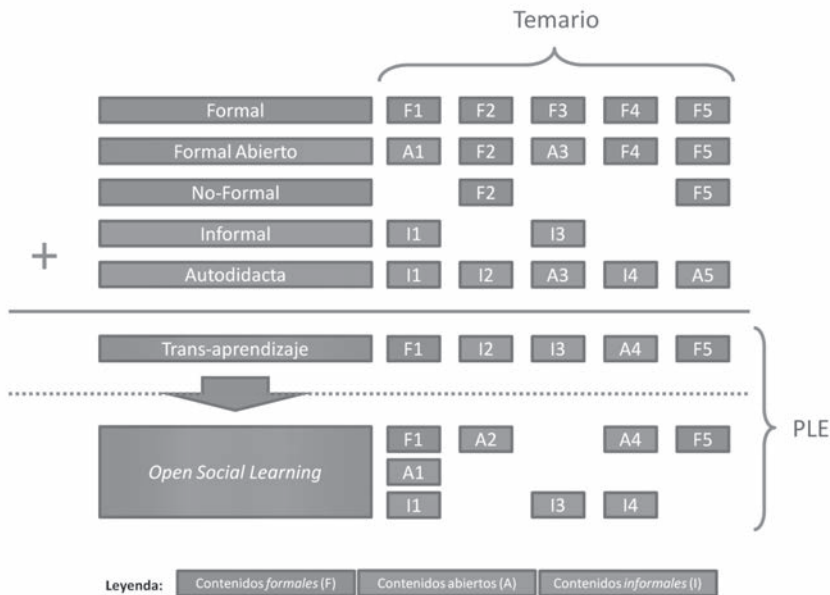 Temario
Formal F1 F2 F3 F4 F5
Formal Abierto A1 F2 A3 F4 F5
No-Formal F2 F5
Informal I1 I3
+
Autodidacta I1 I2 A3 I4 A5
Trans-aprendizaje F1 I2 I3 A4 F5
F1 A2 A4 F5
PLE
Open Social Learning
A1
I1 I3 I4
Leyenda: Contenidos formales (F) Contenidos abiertos (A) Contenidos informales (I)